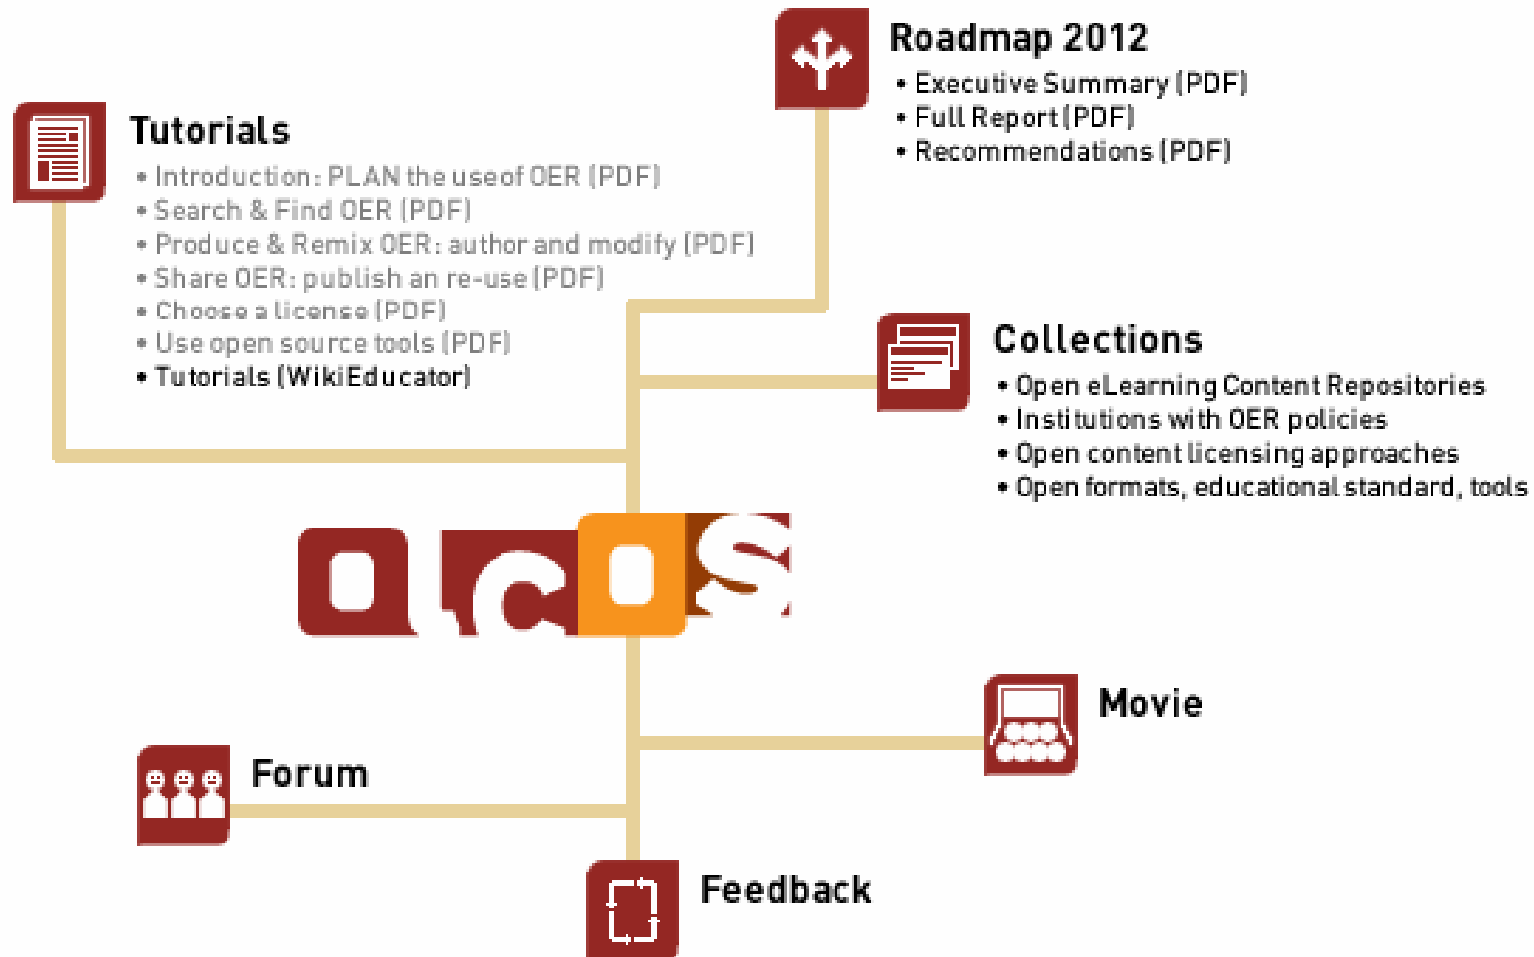 Roadmap 2012
• Executive Summary (PDF)
• Full Report (PDF)
• Recommendations (PDF)
Tutorials
• Introduction: PLAN the useof OER (PDF)
• Search & Find OER (PDF)
• Produce & Remix OER: author and modify (PDF)
• Share OER: publish an re-use (PDF)
• Choose a license (PDF)
• Use open source tools (PDF)
• Tutorials (WikiEducator)
Collections
• Open eLearning Content Repositories
• Institutions with OER policies
• Open content licensing approaches
• Open formats, educational standard, tools
olcos
Movie
Forum
Feedback